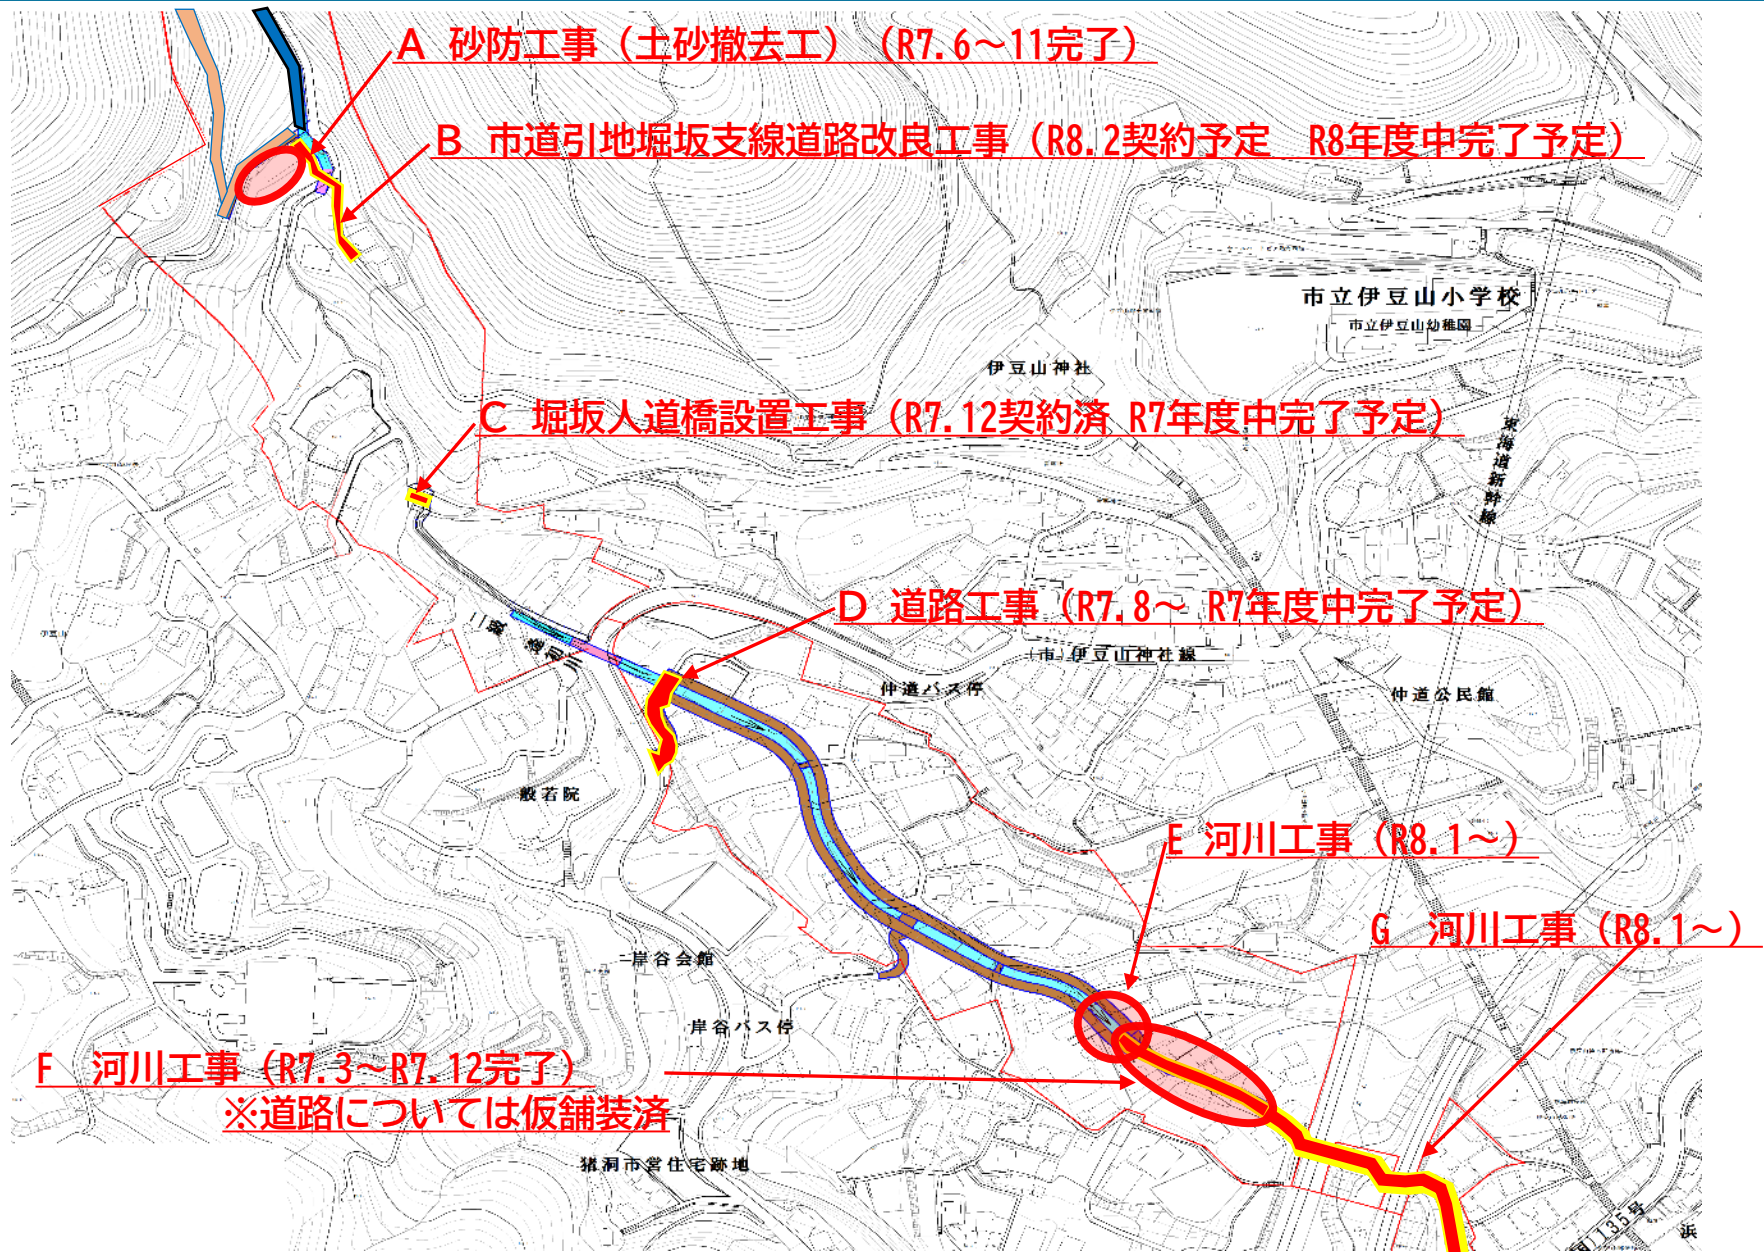 A 砂防工事（土砂撤去工）（R7.6～11完了）
B 市道引地堀坂支線道路改良工事（R8.2契約予定 R8年度中完了予定）
市立伊豆山小学校
市立伊豆山幼稚園
伊豆山神社
C 堀坂人道橋設置工事（R7.12契約済 R7年度中完了予定）
東海道新幹線
D 道路工事（R7.8～ R7年度中完了予定）
伊豆山
(市)伊豆山神社線
仲道バス停
仲道公民館
般若院
E 河川工事（R8.1～）
G 河川工事（R8.1～）
岸谷会館
岸谷バス停
F 河川工事（R7.3～R7.12完了）
※道路については仮舗装済
猪洞市営住宅跡地
135号
浜